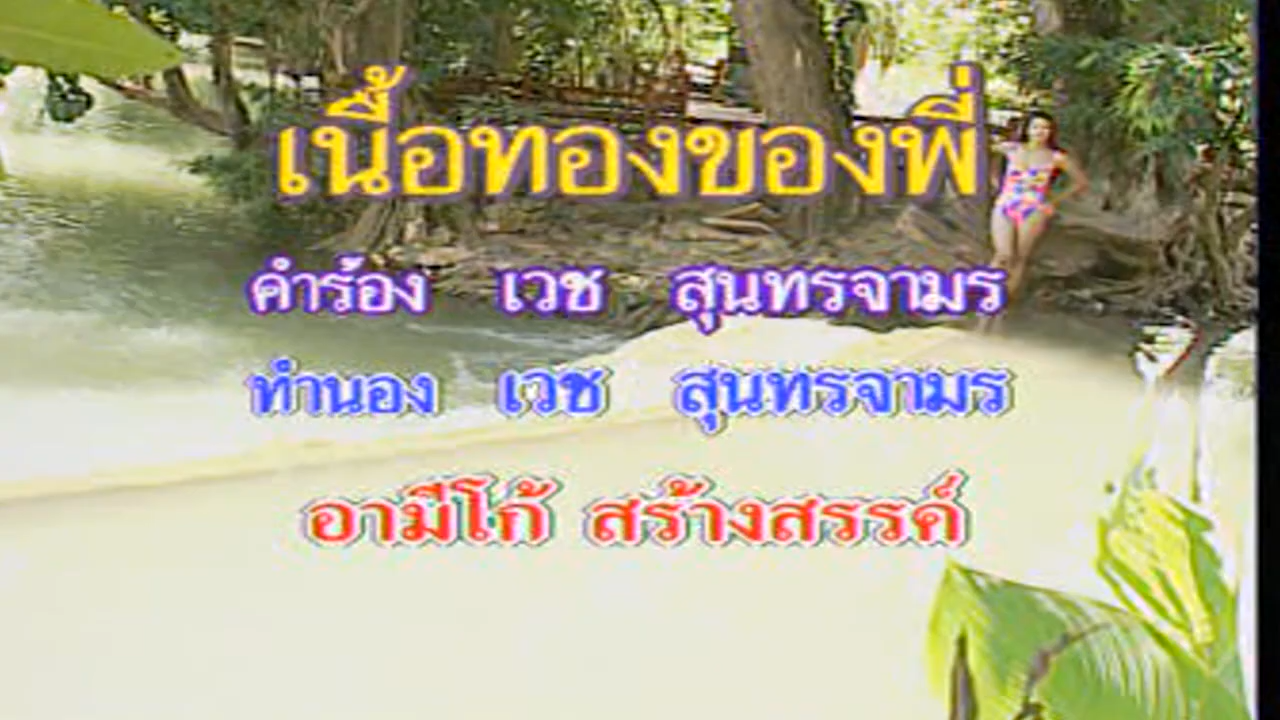 เนื้อทองของพี่
คำร้อง เวช สุนทรจามร
ทำนอง เวช สุนทรจามร
อามีโก้ สร้างสรรค์